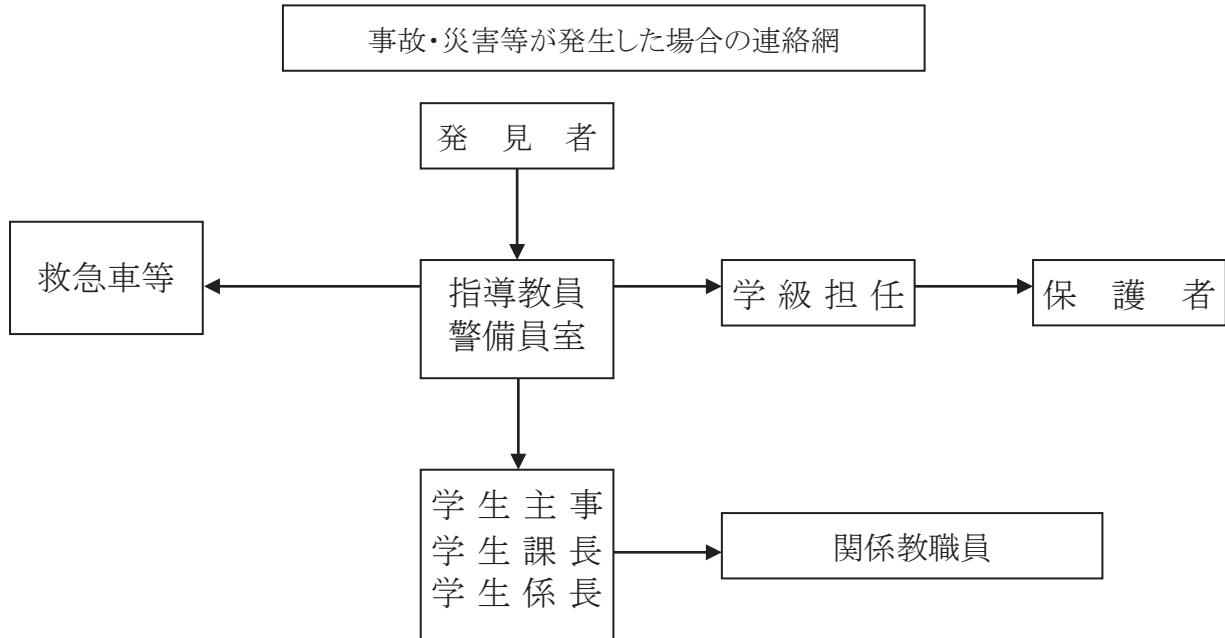 事故・災害等が発生した場合の連絡網
発見者
救急車等
指導教員
警備員室
学級担任
保護者
学生主事
学生課長
学生係長
関係教職員